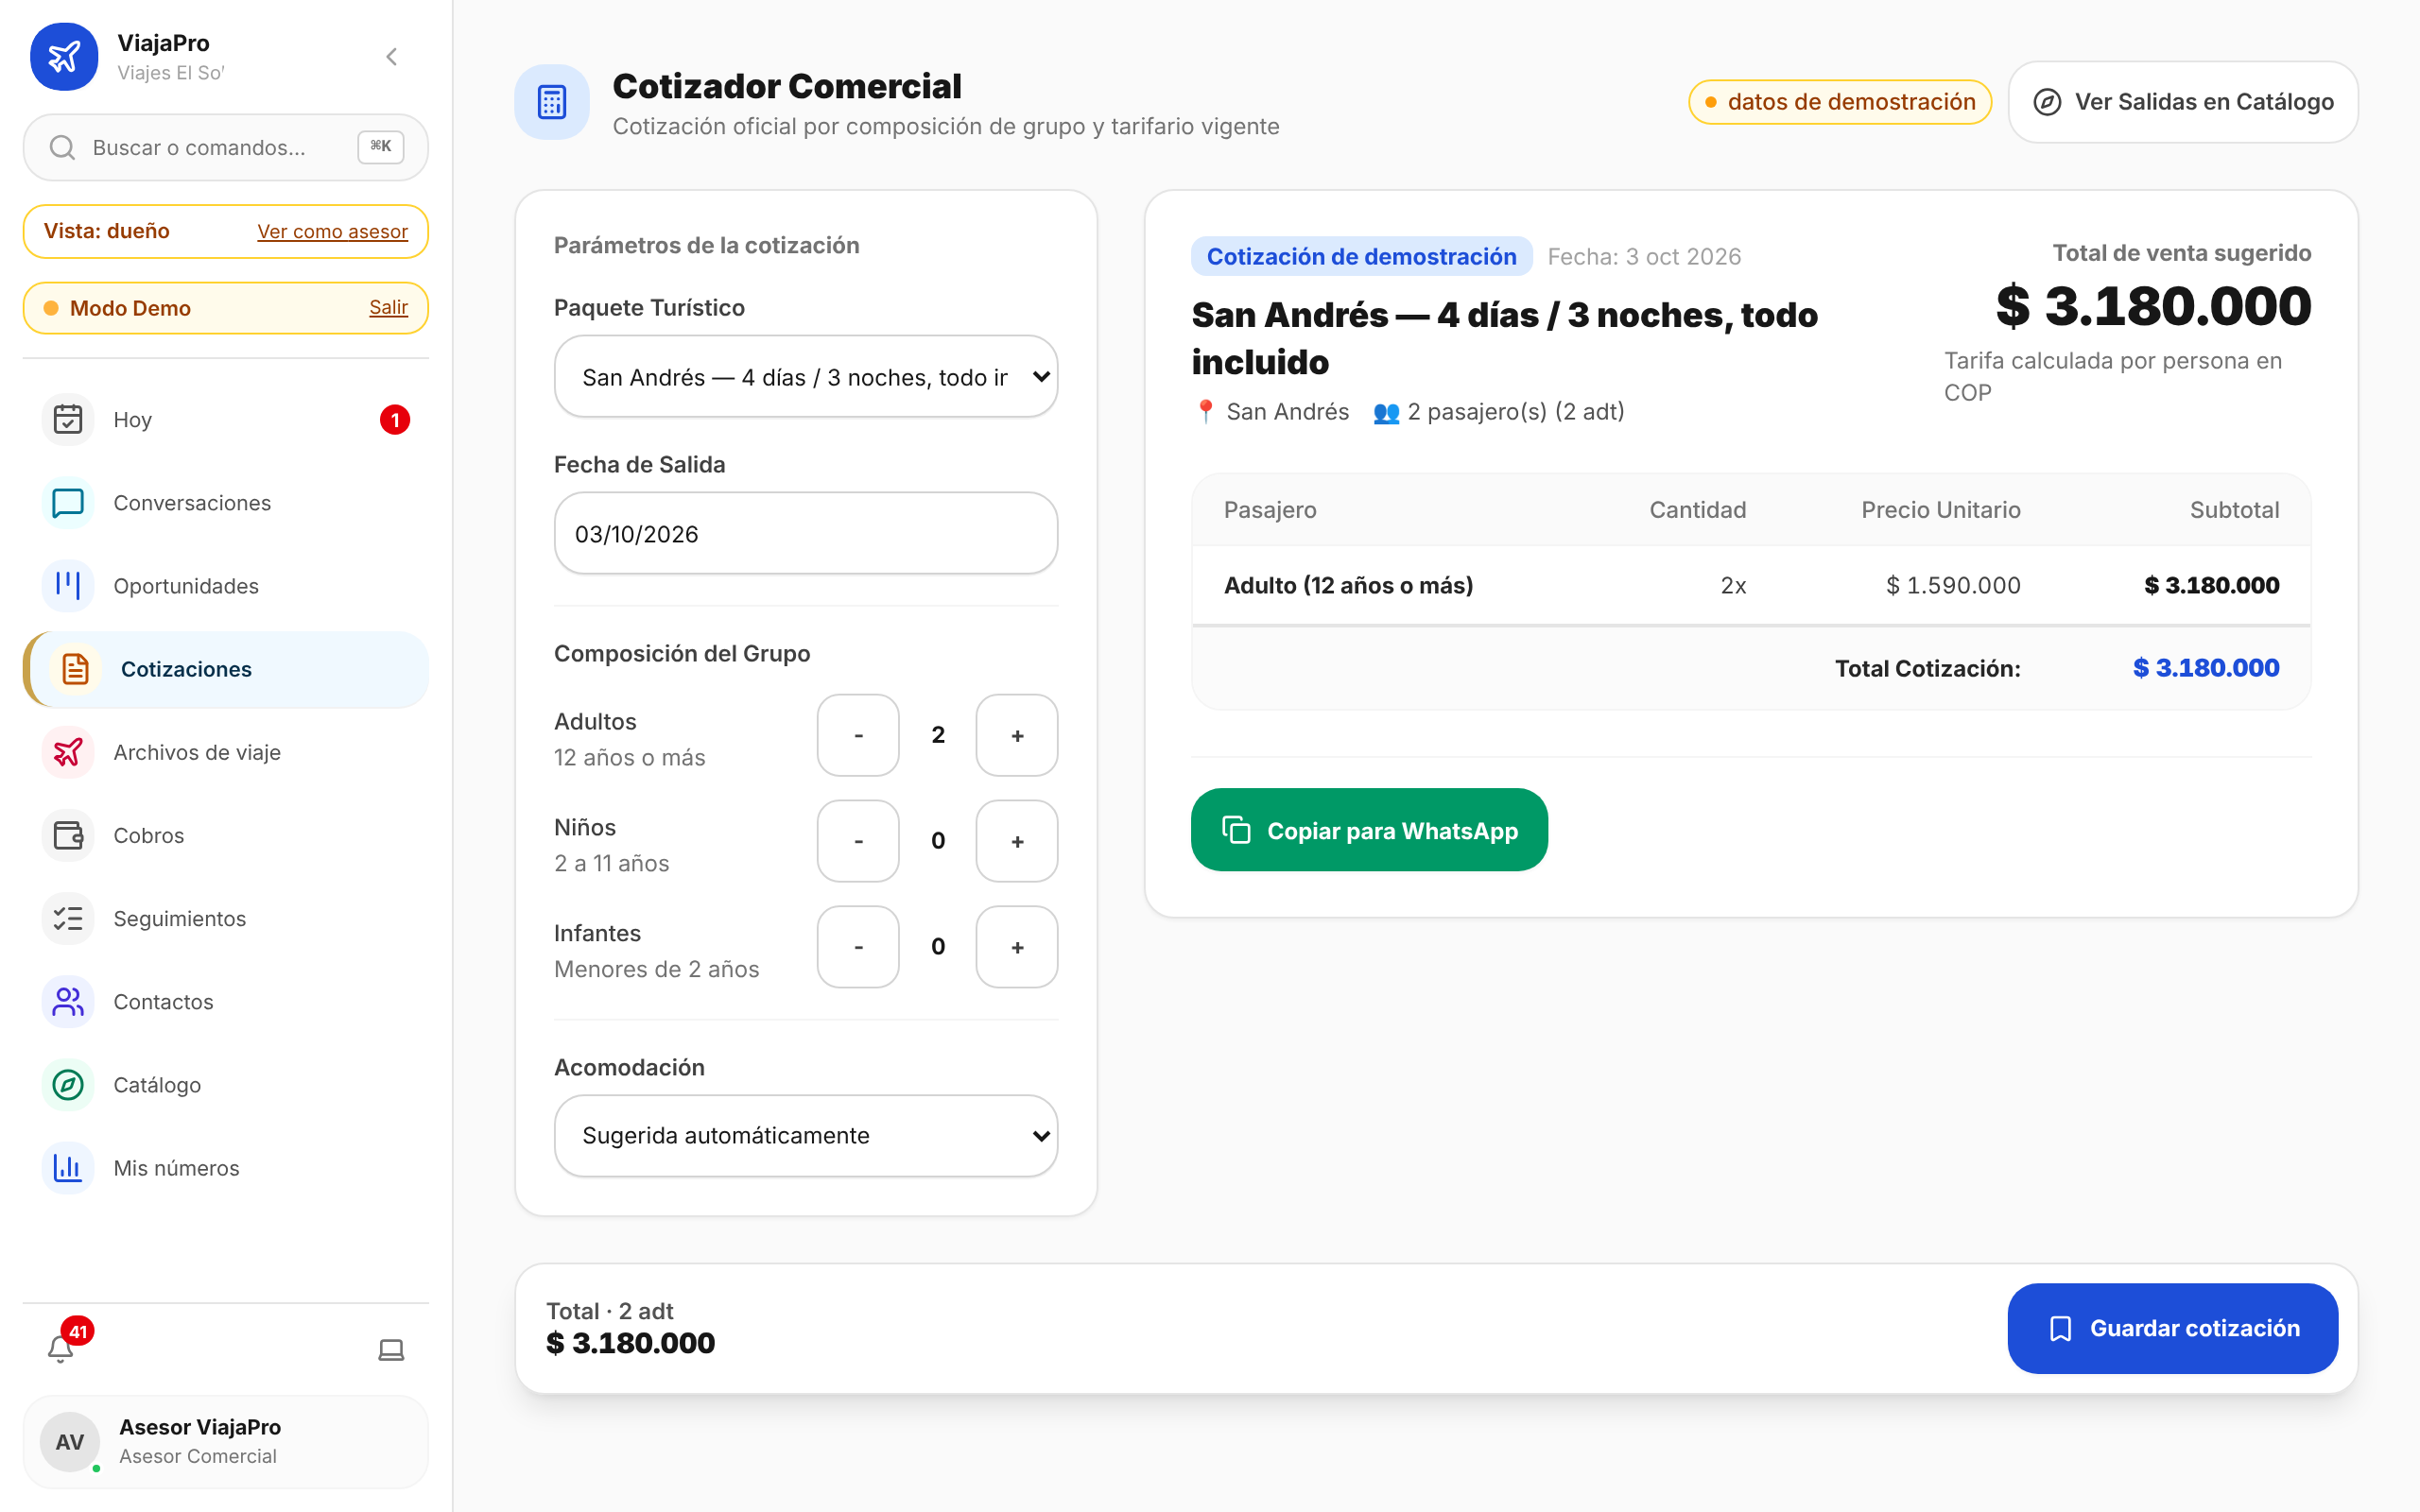 ViajaPro
Viajes El So
Buscar o comandos...
⌘K
Vista: dueño
Ver como asesor
Modo Demo
Salir
Hoy
1
Conversaciones
Oportunidades
Cotizaciones
Archivos de viaje
Cobros
Seguimientos
Contactos
Catálogo
Mis números
41
AV
Asesor ViajaPro
Asesor Comercial
Cotizador Comercial
Cotización oficial por composición de grupo y tarifario vigente
datos de demostración
Ver Salidas en Catálogo
Parámetros de la cotización
Paquete Turístico
San Andrés — 4 días / 3 noches, todo ir
Fecha de Salida
03/10/2026
Composición del Grupo
Adultos
12 años o más
- 2 +
Niños
2 a 11 años
- 0 +
Infantes
Menores de 2 años
- 0 +
Acomodación
Sugerida automáticamente
Cotización de demostración
Fecha: 3 oct 2026
San Andrés — 4 días / 3 noches, todo
incluido
📍 San Andrés 👥 2 pasajero(s) (2 adt)
Total de venta sugerido
$ 3.180.000
Tarifa calculada por persona en
COP
Pasajero Cantidad Precio Unitario Subtotal
Adulto (12 años o más) 2x $ 1.590.000 $ 3.180.000
Total Cotización: $ 3.180.000
Copiar para WhatsApp
Total · 2 adt
$ 3.180.000
Guardar cotización